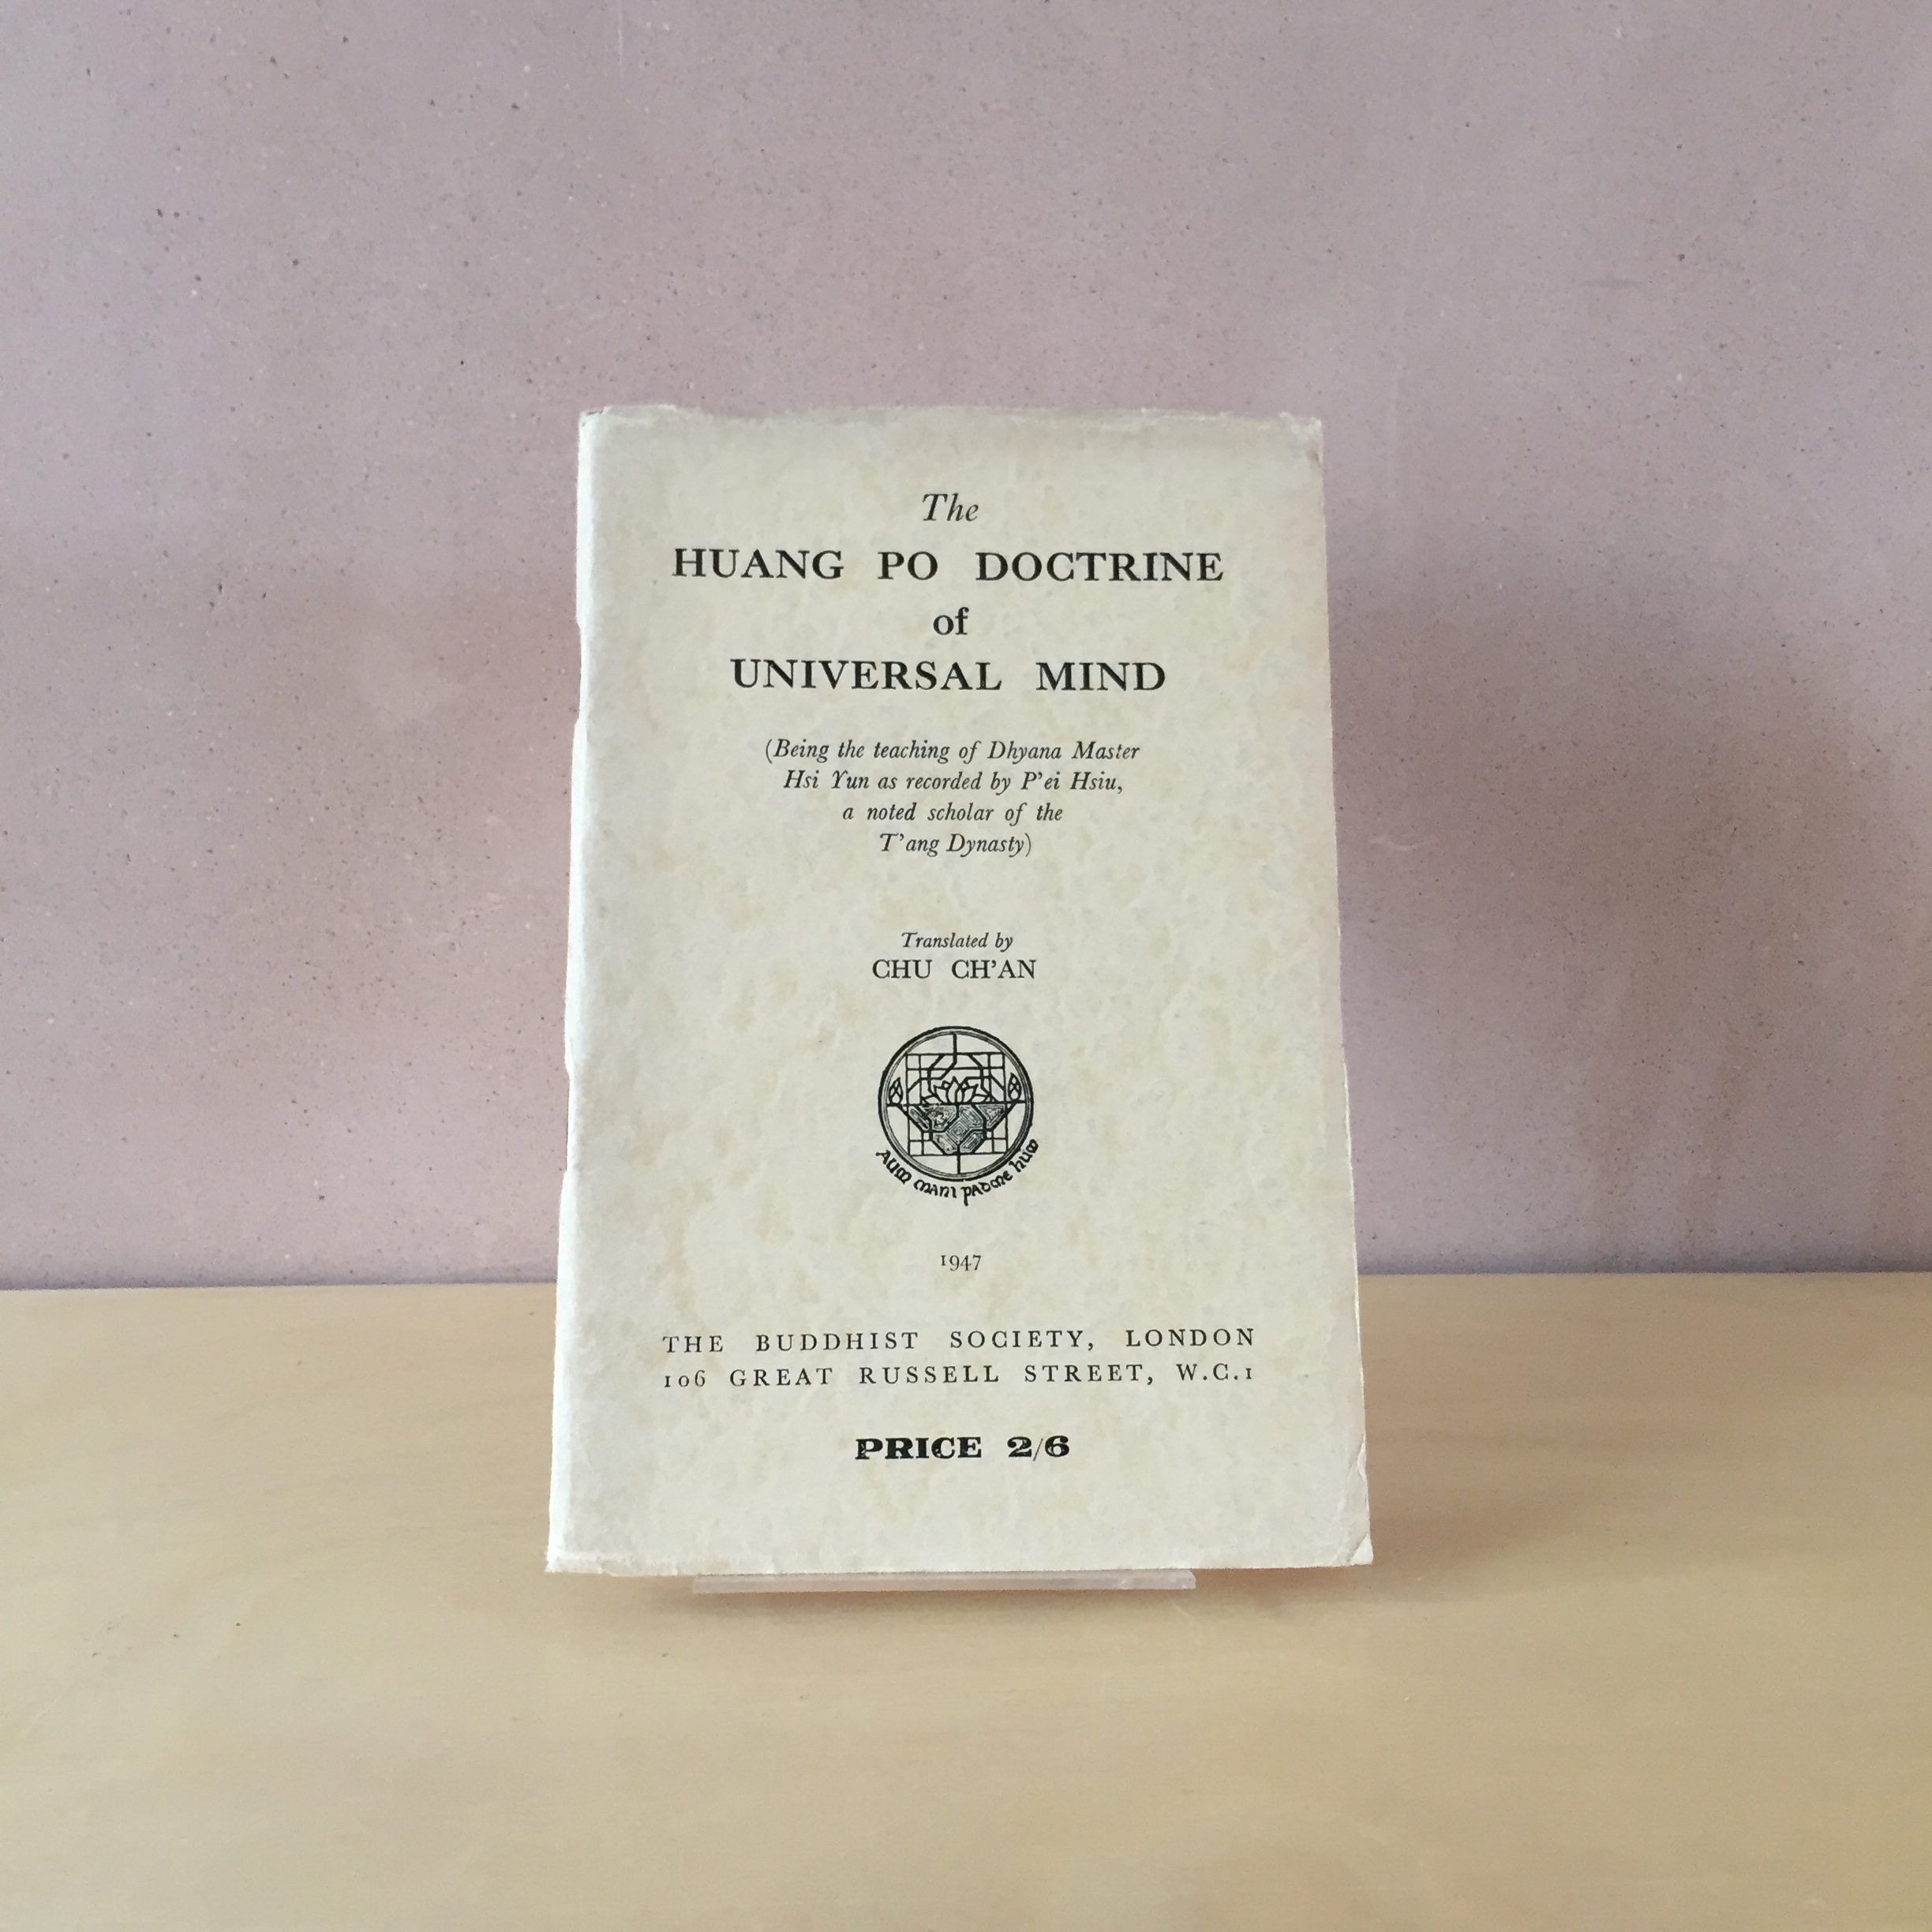 The
HUANG PO DOCTRINE
of
UNIVERSAL MIND
(Being the teaching of Dhyana Master
Hsi Yun as recorded by P'ei Hsiu,
a noted scholar of the
T'ang Dynasty)
Translated by
CHU CH'AN
AUM MANI PADME HUM
1947
THE BUDDHIST SOCIETY, LONDON
106 GREAT RUSSELL STREET, W.C.1
PRICE 2/6